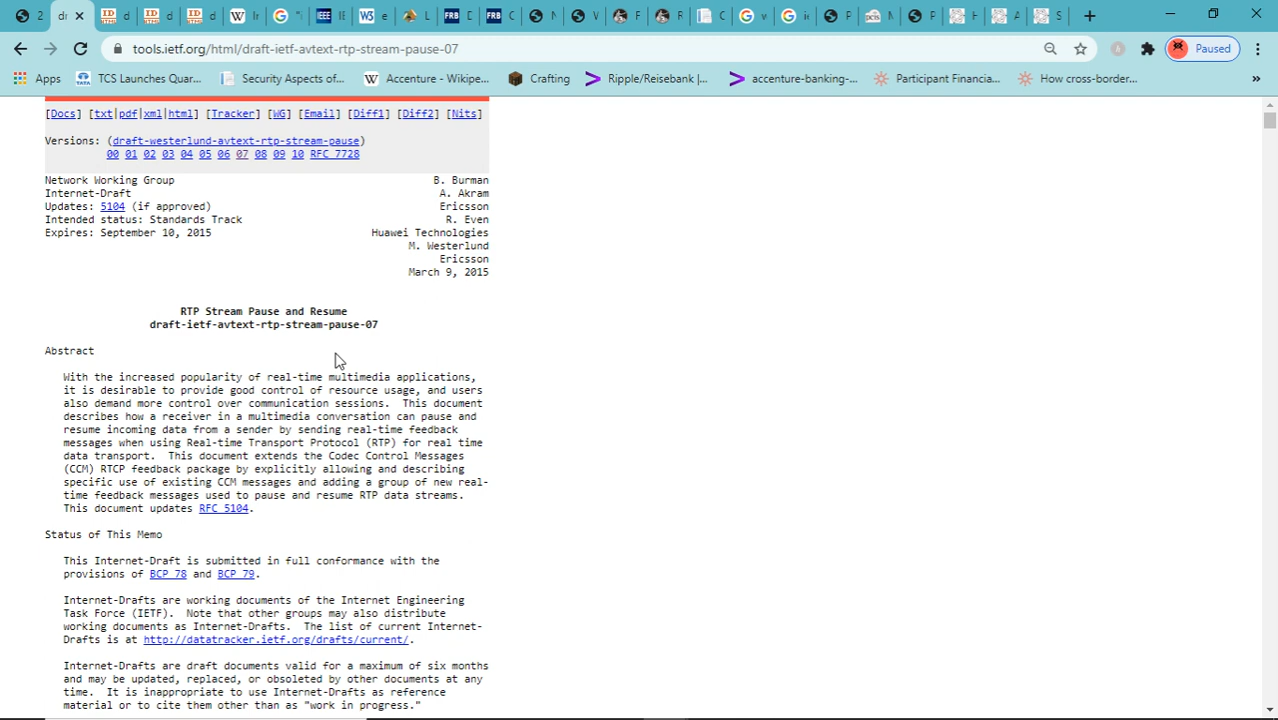 2
dr
d
d
d
Ir
"
IE
e
L
D
C
N
V
F
R
C
v
ie
P
N
P
H
A
S
tools.ietf.org/html/draft-ietf-avtext-rtp-stream-pause-07
Paused
Apps
TCS Launches Quar...
Security Aspects of...
Accenture - Wikipe...
Crafting
Ripple/Reisebank |...
accenture-banking-...
Participant Financia...
How cross-border...
»
[Docs] [txt|pdf|xml|html] [Tracker] [WG] [Email] [Diff1] [Diff2] [Nits]
Versions: (draft-westerlund-avtext-rtp-stream-pause)
00 01 02 03 04 05 06 07 08 09 10 RFC 7728
Network Working Group B. Burman
Internet-Draft A. Akram
Updates: 5104 (if approved) Ericsson
Intended status: Standards Track R. Even
Expires: September 10, 2015 Huawei Technologies
M. Westerlund
Ericsson
March 9, 2015
RTP Stream Pause and Resume
draft-ietf-avtext-rtp-stream-pause-07
Abstract
With the increased popularity of real-time multimedia applications,
it is desirable to provide good control of resource usage, and users
also demand more control over communication sessions. This document
describes how a receiver in a multimedia conversation can pause and
resume incoming data from a sender by sending real-time feedback
messages when using Real-time Transport Protocol (RTP) for real time
data transport. This document extends the Codec Control Messages
(CCM) RTCP feedback package by explicitly allowing and describing
specific use of existing CCM messages and adding a group of new real-
time feedback messages used to pause and resume RTP data streams.
This document updates RFC 5104.
Status of This Memo
This Internet-Draft is submitted in full conformance with the
provisions of BCP 78 and BCP 79.
Internet-Drafts are working documents of the Internet Engineering
Task Force (IETF). Note that other groups may also distribute
working documents as Internet-Drafts. The list of current Internet-
Drafts is at http://datatracker.ietf.org/drafts/current/.
Internet-Drafts are draft documents valid for a maximum of six months
and may be updated, replaced, or obsoleted by other documents at any
time. It is inappropriate to use Internet-Drafts as reference
material or to cite them other than as "work in progress."